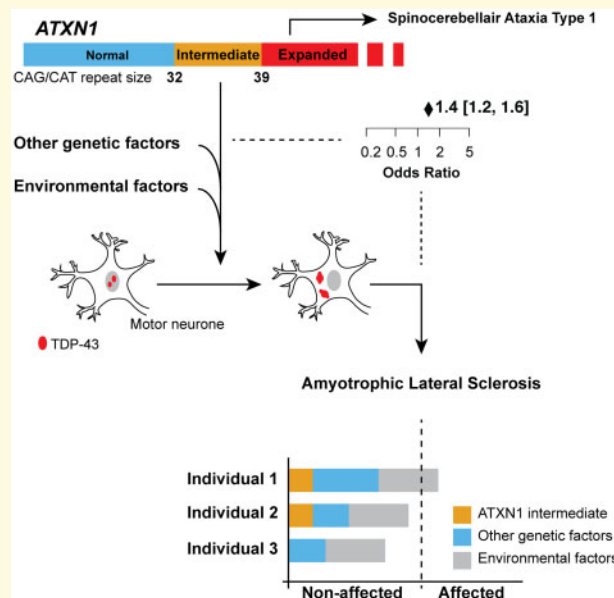 ATXN1
Spinocerebellair Ataxia Type 1
Normal Intermediate Expanded
CAG/CAT repeat size 32 39
1.4 [1.2, 1.6]
Other genetic factors
0.2 0.5 1 2 5
Odds Ratio
Environmental factors
Motor neurone
TDP-43
Amyotrophic Lateral Sclerosis
Individual 1
Individual 2
Individual 3
ATXN1 intermediate
Other genetic factors
Environmental factors
Non-affected Affected